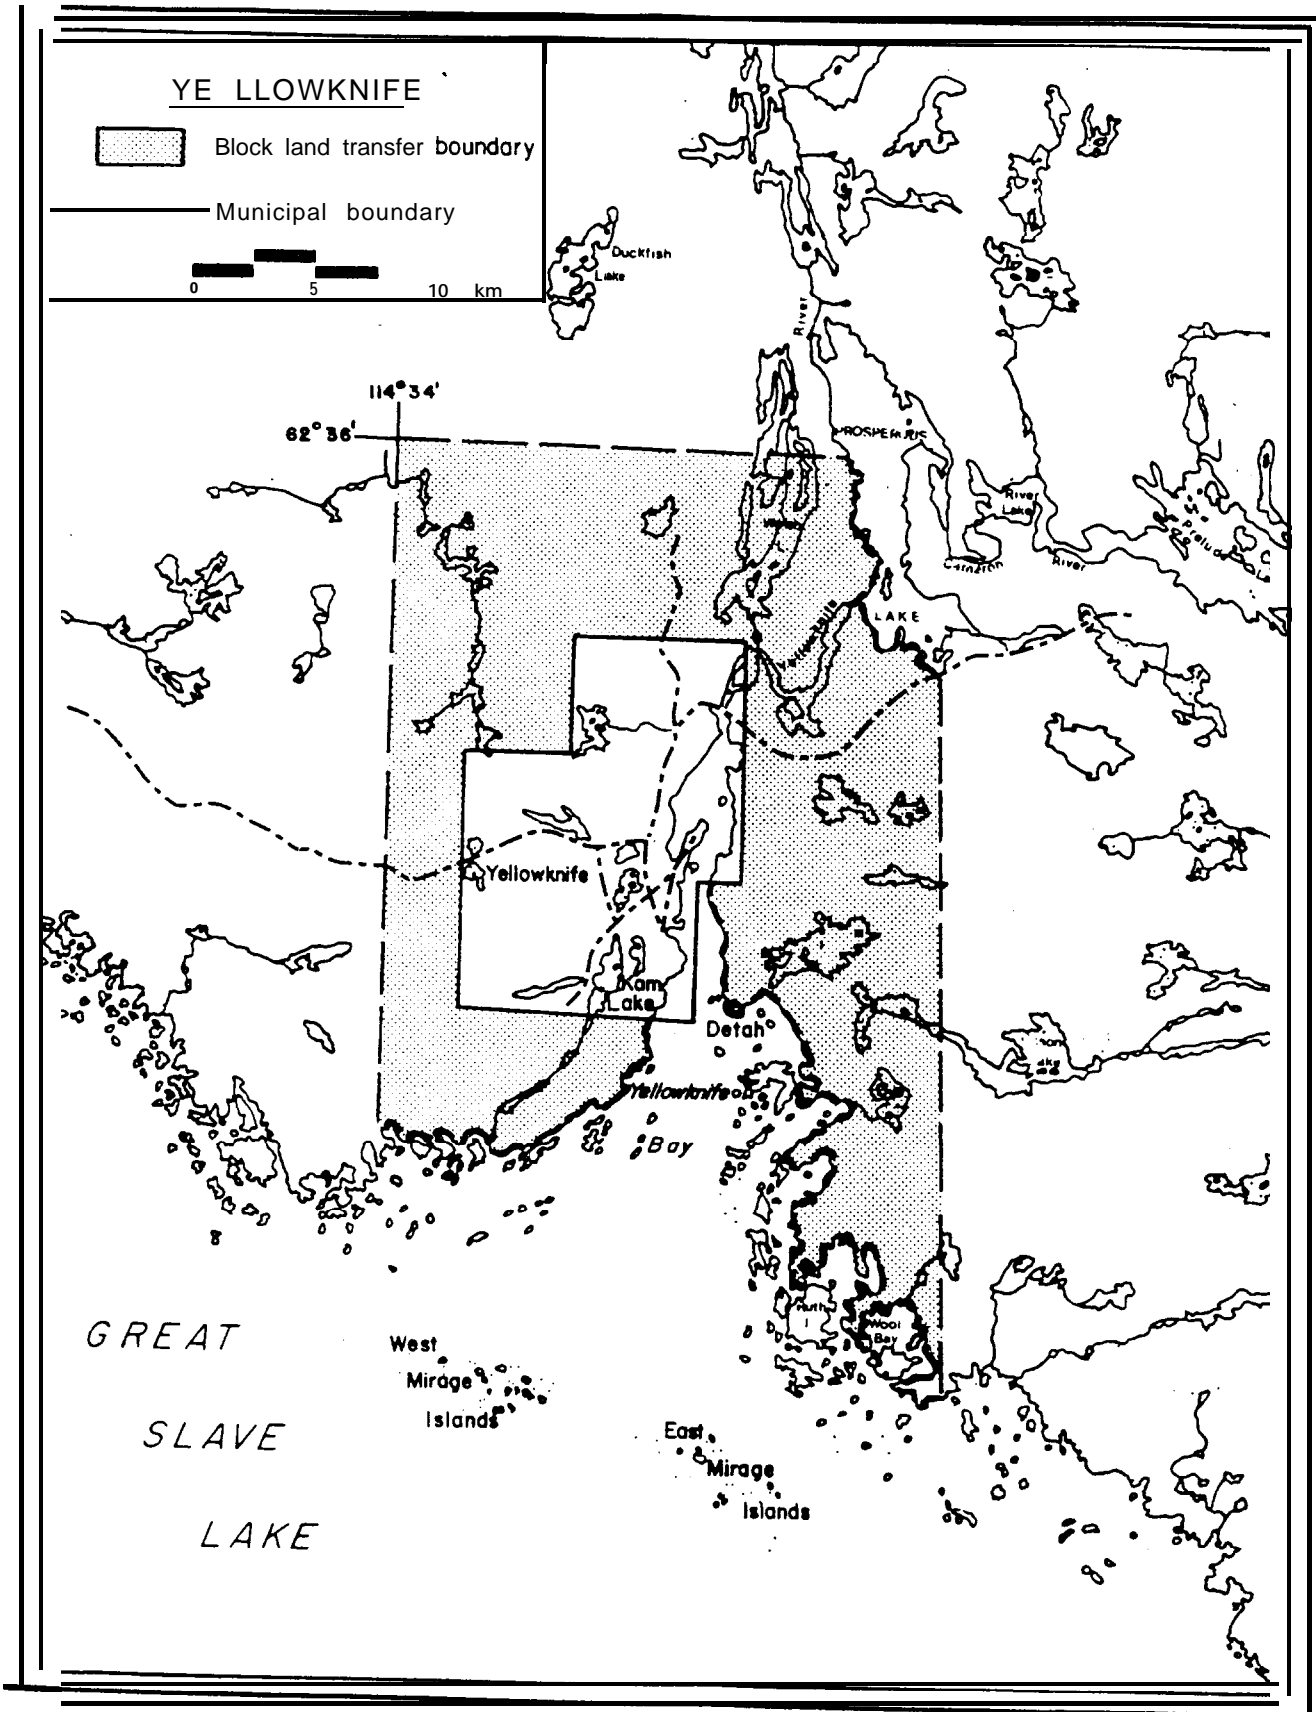 YE LLOWKNIFE
Block land transfer boundary
Municipal boundary
0 5 10 km
Duckfish
Lake
River
114° 34'
62° 36'
PROSPEROUS
River
Lake
Prelude
Cameron
River
LAKE
Yellowknife
Kam
Lake
Detah
Yellowknife
Bay
Ruth
I
Wool
Bay
GREAT
SLAVE
LAKE
West
Mirage
Islands
East
Mirage
Islands